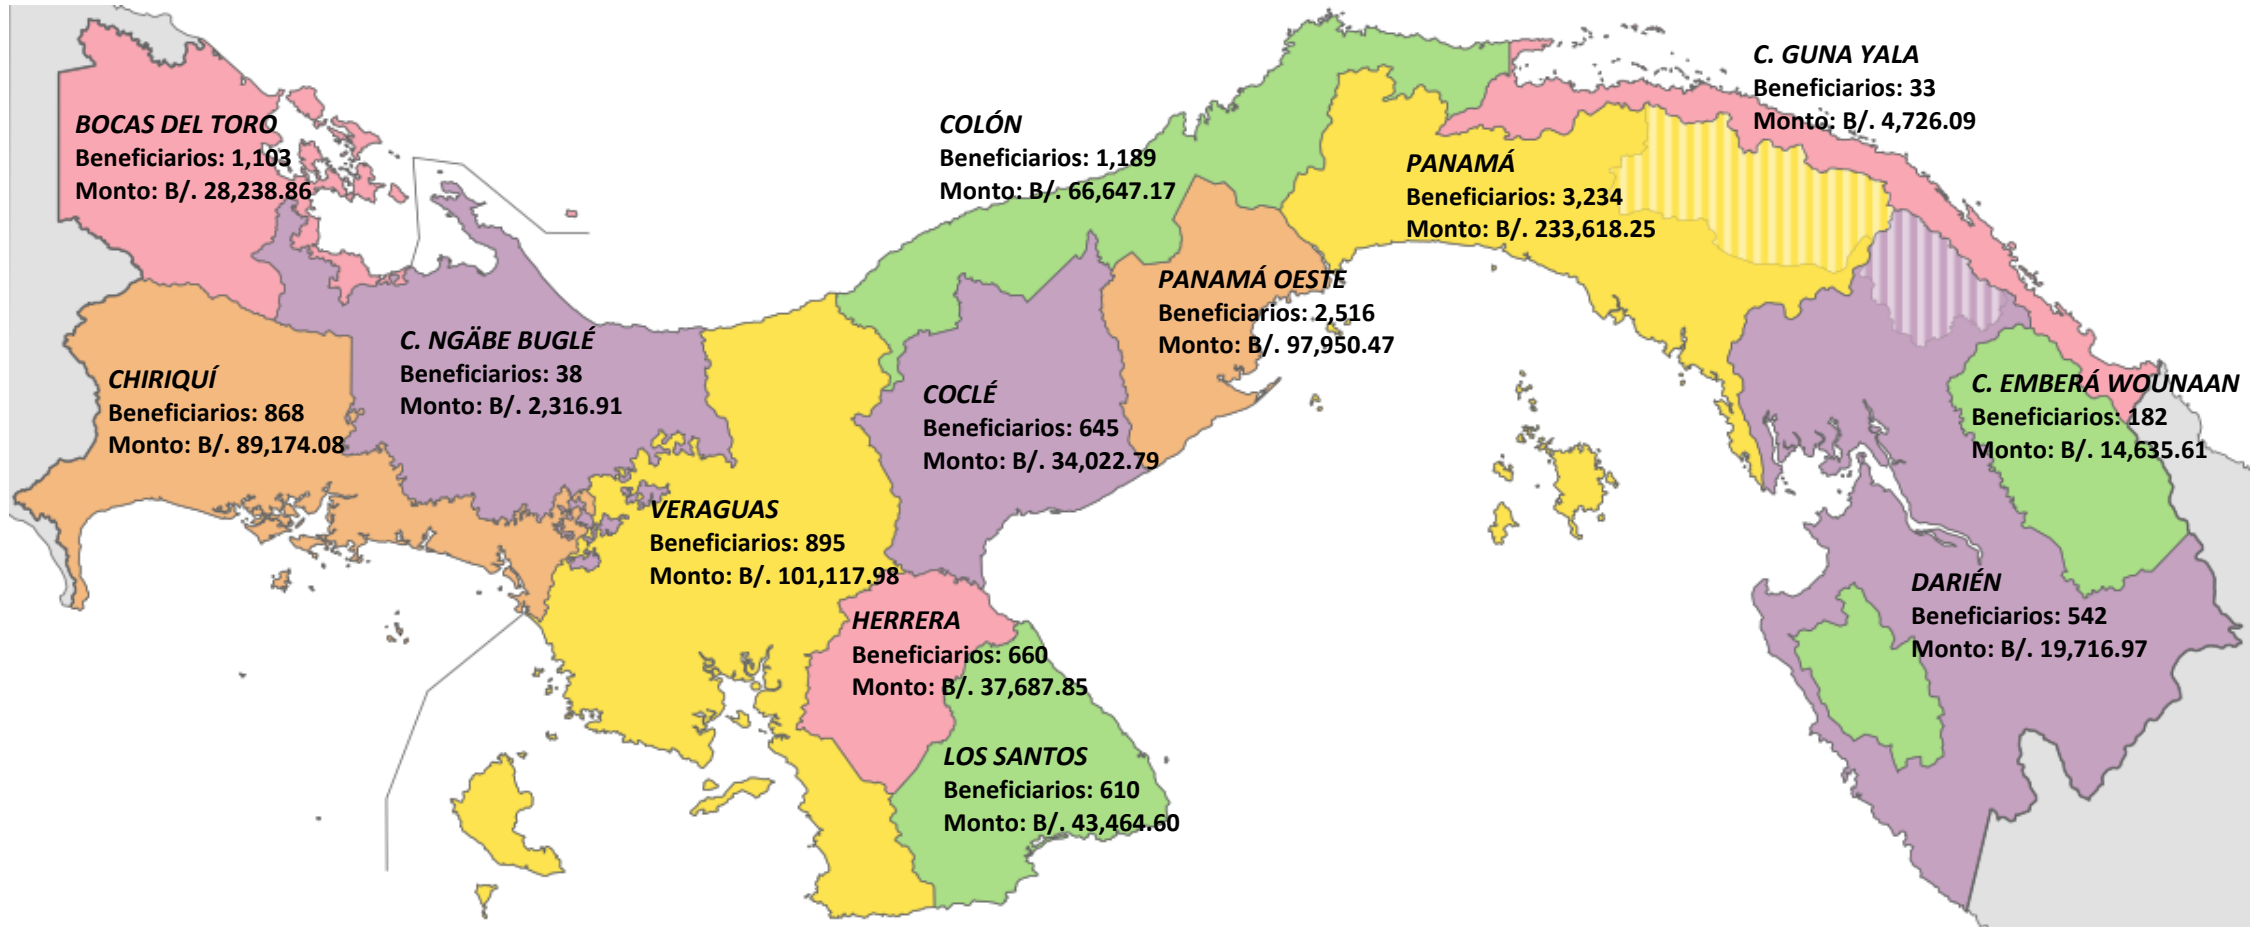 BOCAS DEL TORO
Beneficiarios: 1,103
Monto: B/. 28,238.86
COLÓN
Beneficiarios: 1,189
Monto: B/. 66,647.17
C. GUNA YALA
Beneficiarios: 33
Monto: B/. 4,726.09
PANAMÁ
Beneficiarios: 3,234
Monto: B/. 233,618.25
PANAMÁ OESTE
Beneficiarios: 2,516
Monto: B/. 97,950.47
C. NGÄBE BUGLÉ
Beneficiarios: 38
Monto: B/. 2,316.91
CHIRIQUÍ
Beneficiarios: 868
Monto: B/. 89,174.08
COCLÉ
Beneficiarios: 645
Monto: B/. 34,022.79
C. EMBERÁ WOUNAAN
Beneficiarios: 182
Monto: B/. 14,635.61
VERAGUAS
Beneficiarios: 895
Monto: B/. 101,117.98
DARIÉN
Beneficiarios: 542
Monto: B/. 19,716.97
HERRERA
Beneficiarios: 660
Monto: B/. 37,687.85
LOS SANTOS
Beneficiarios: 610
Monto: B/. 43,464.60